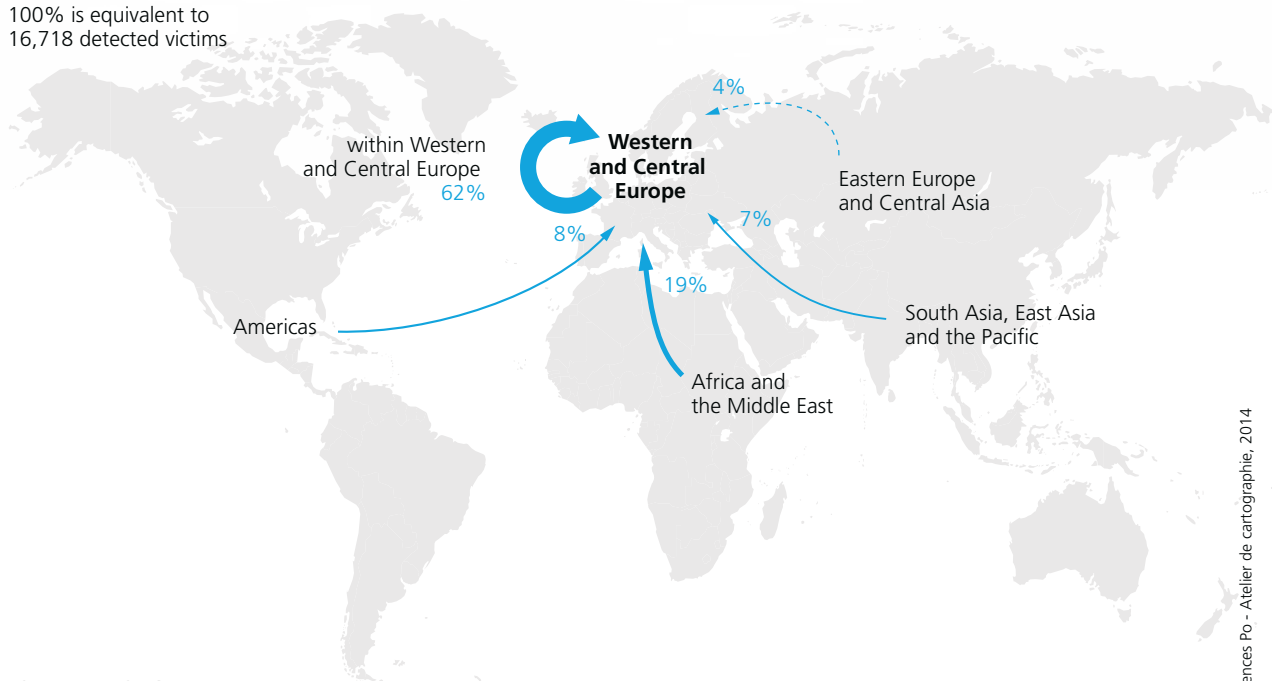 100% is equivalent to
16,718 detected victims
4%
within Western
and Central Europe
62%
Western
and Central
Europe
Eastern Europe
and Central Asia
8%
7%
19%
Americas
South Asia, East Asia
and the Pacific
Africa and
the Middle East
Po - Atelier de cartographie, 2014